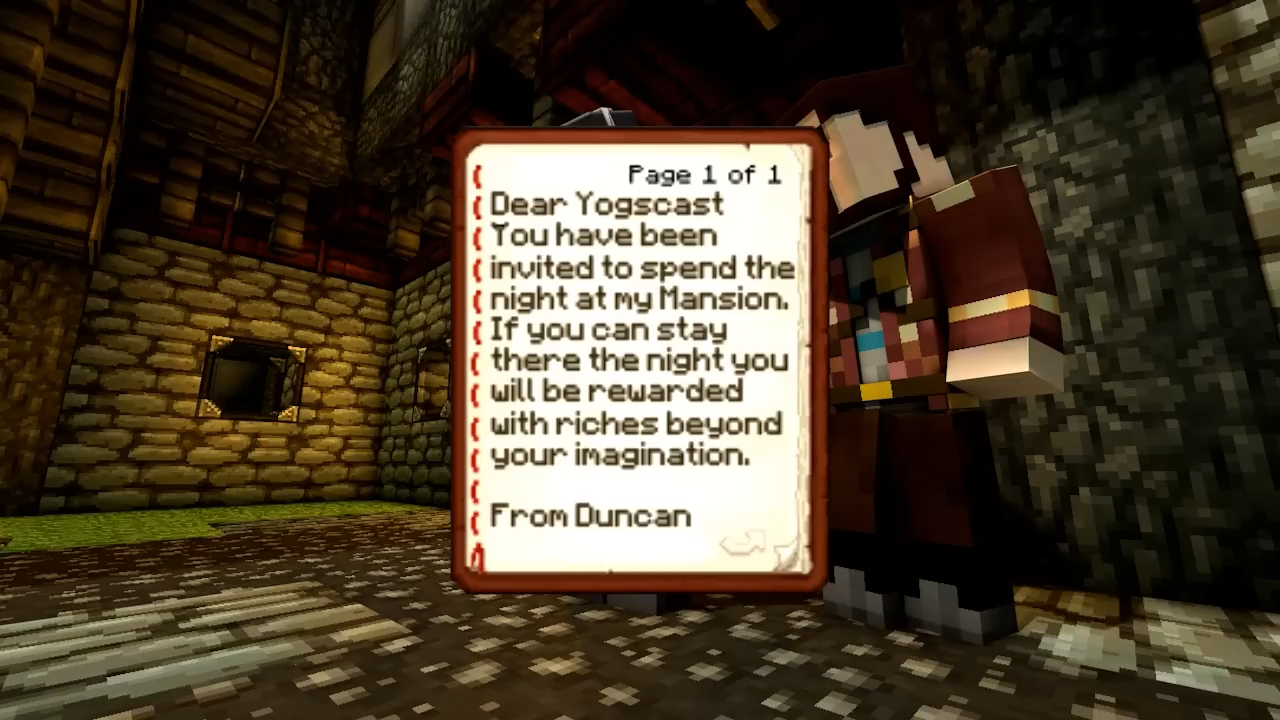 Page 1 of 1
Dear Yogscast
You have been
invited to spend the
night at my Mansion.
If you can stay
there the night you
will be rewarded
with riches beyond
your imagination.
From Duncan